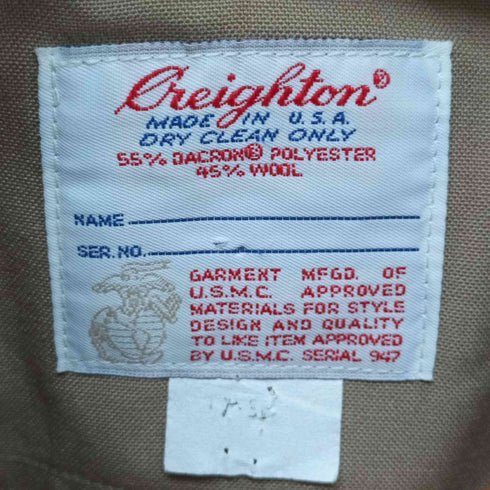 Creighton®
MADE IN U.S.A.
DRY CLEAN ONLY
55% DACRON® POLYESTER
45% WOOL
NAME
SER. NO.
GARMENT MFGD. OF
U.S.M.C. APPROVED
MATERIALS FOR STYLE
DESIGN AND QUALITY
TO LIKE ITEM APPROVED
BY U.S.M.C. SERIAL 947